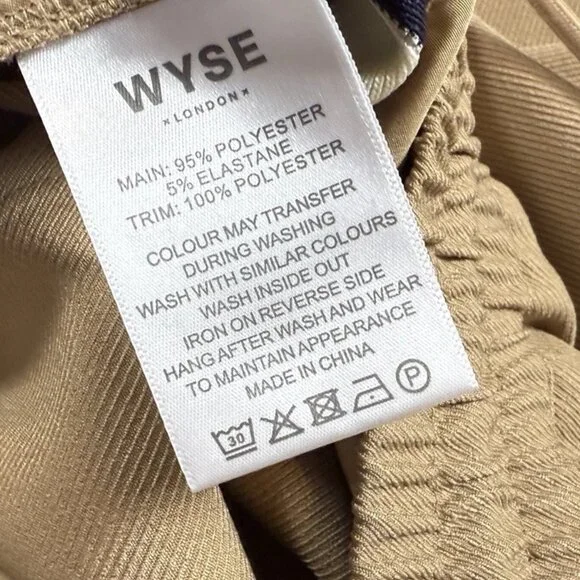 WYSE
×LONDON×
MAIN: 95% POLYESTER
5% ELASTANE
TRIM: 100% POLYESTER
COLOUR MAY TRANSFER
DURING WASHING
WASH WITH SIMILAR COLOURS
WASH INSIDE OUT
IRON ON REVERSE SIDE
HANG AFTER WASH AND WEAR
TO MAINTAIN APPEARANCE
MADE IN CHINA
30 P